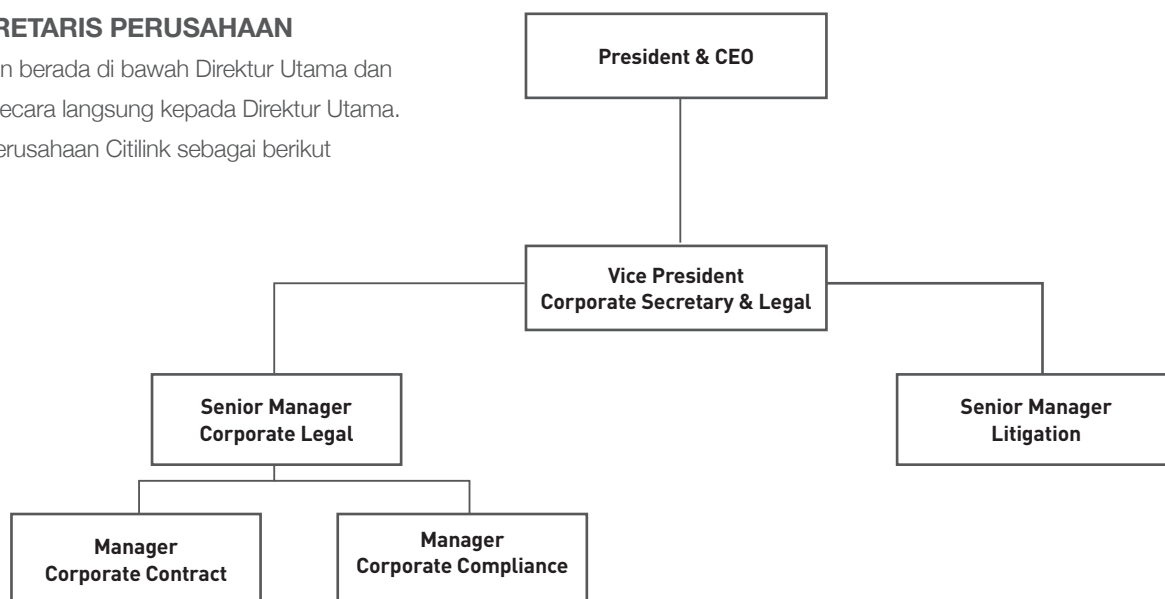 RETARIS PERUSAHAAN
n berada di bawah Direktur Utama dan
ecara langsung kepada Direktur Utama.
erusahaan Citilink sebagai berikut
President & CEO
Vice President
Corporate Secretary & Legal
Senior Manager
Corporate Legal
Senior Manager
Litigation
Manager
Corporate Contract
Manager
Corporate Compliance